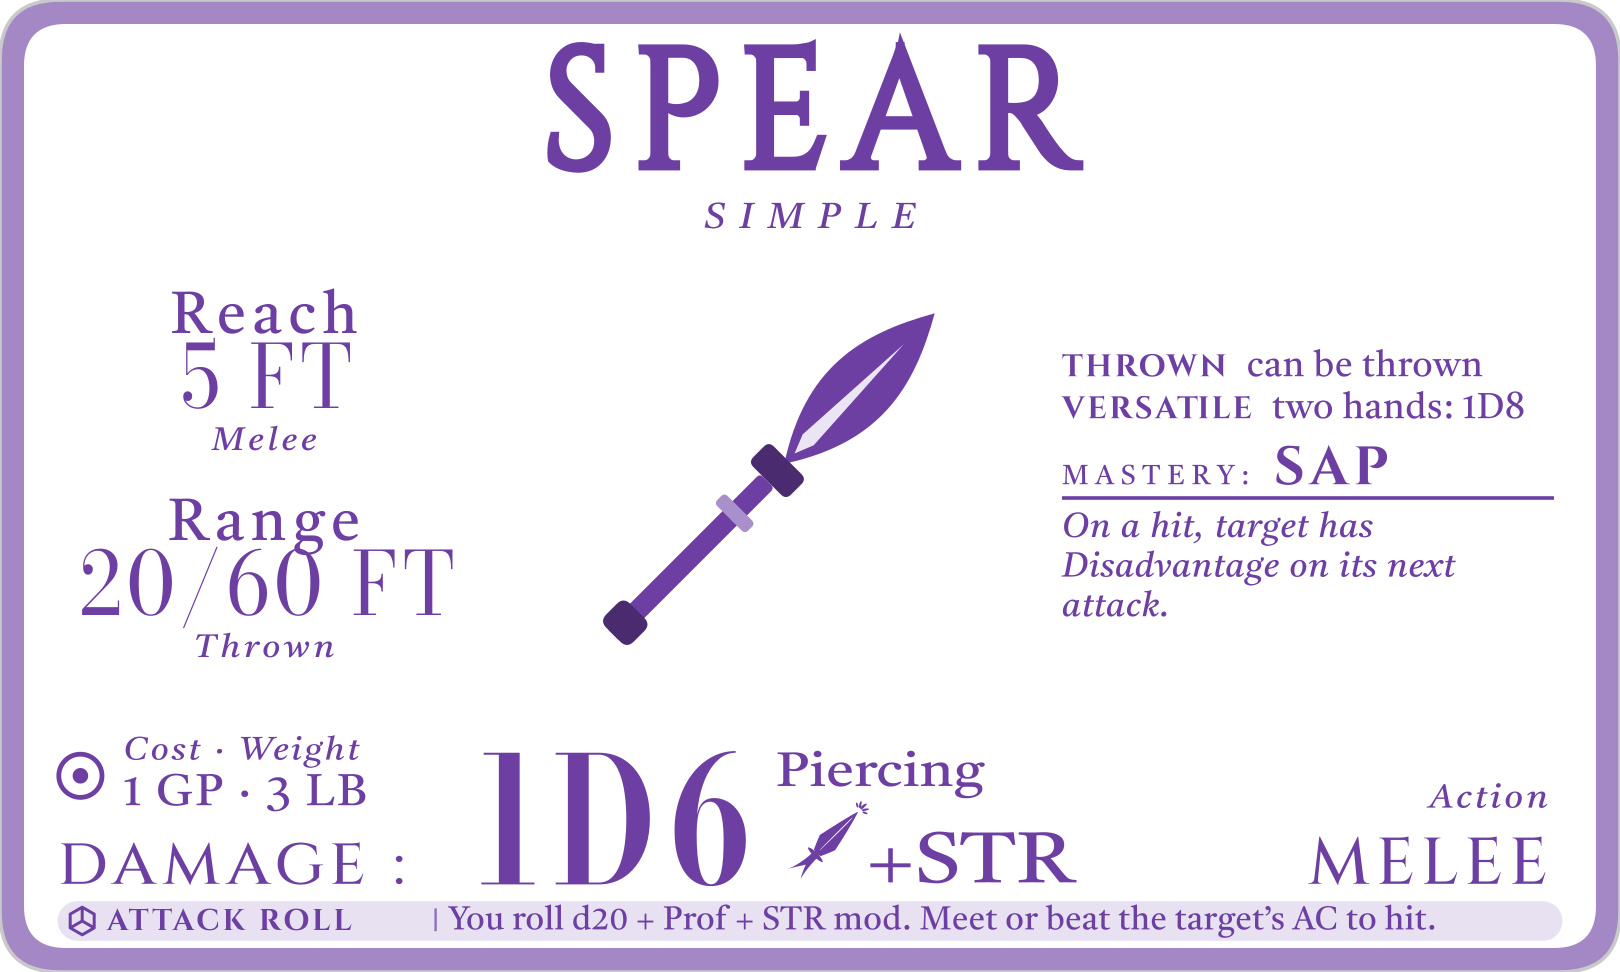 SPEAR
SIMPLE
Reach
5 FT
Melee
Range
20/60 FT
Thrown
THROWN can be thrown
VERSATILE two hands: 1D8
MASTERY: SAP
On a hit, target has
Disadvantage on its next
attack.
Cost · Weight
1 GP · 3 LB
DAMAGE :
1D6
Piercing
+STR
Action
MELEE
ATTACK ROLL | You roll d20 + Prof + STR mod. Meet or beat the target’s AC to hit.